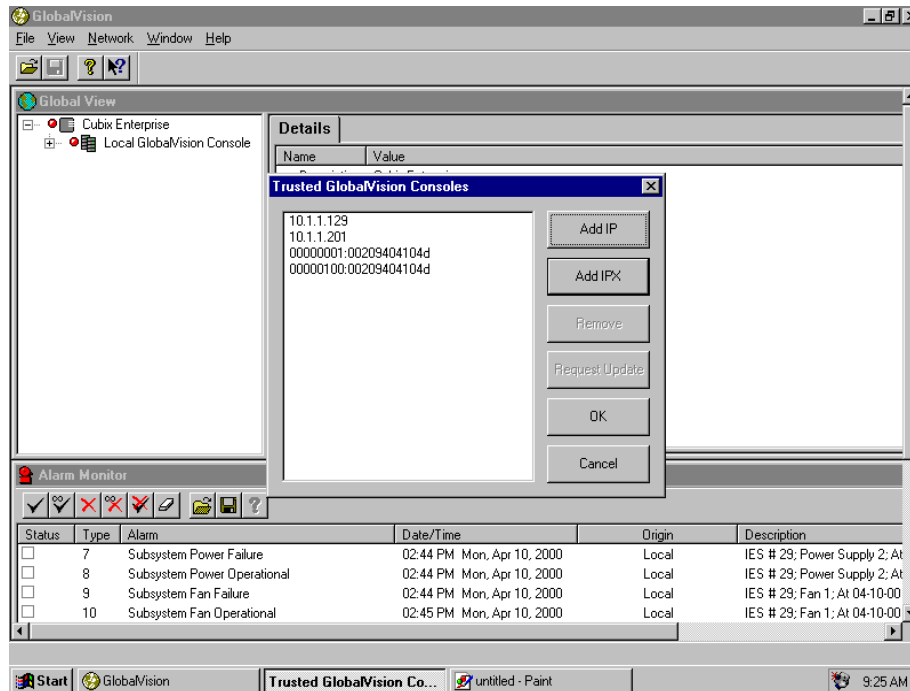 GlobalVision
File View Network Window Help
Global View
Cubix Enterprise
Local GlobalVision Console
Details
Name Value
Trusted GlobalVision Consoles
10.1.1.129
10.1.1.201
00000001:00209404104d
00000100:00209404104d
Add IP
Add IPX
Remove
Request Update
OK
Cancel
Alarm Monitor
Status Type Alarm Date/Time Origin Description
7 Subsystem Power Failure 02:44 PM Mon, Apr 10, 2000 Local IES # 29; Power Supply 2; At
8 Subsystem Power Operational 02:44 PM Mon, Apr 10, 2000 Local IES # 29; Power Supply 2; At
9 Subsystem Fan Failure 02:44 PM Mon, Apr 10, 2000 Local IES # 29; Fan 1; At 04-10-00
10 Subsystem Fan Operational 02:45 PM Mon, Apr 10, 2000 Local IES # 29; Fan 1; At 04-10-00
Start GlobalVision Trusted GlobalVision Co... untitled - Paint 9:25 AM